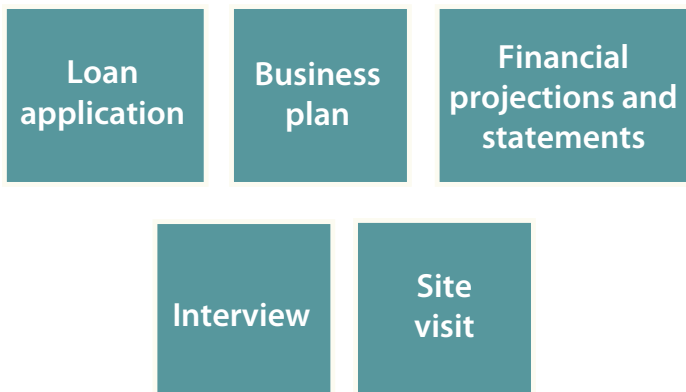 Loan
application
Business
plan
Financial
projections and
statements
Interview
Site
visit